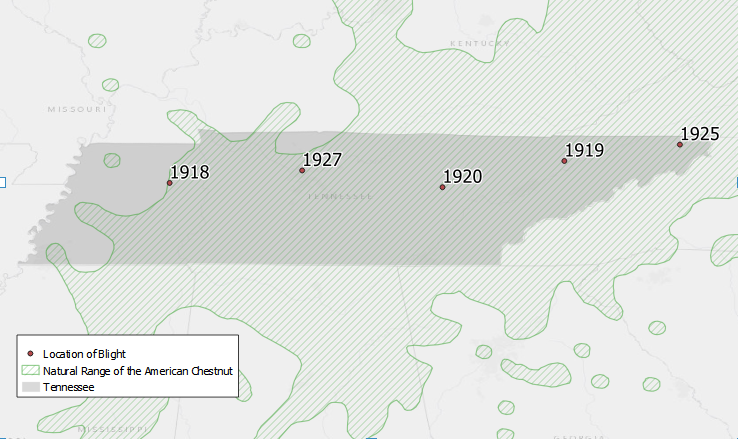 KENTUCKY
MISSOURI
1925
1919
1927
1918
1920
TENNESSEE
Location of Blight
Natural Range of the American Chestnut
Tennessee
MISSISSIPPI
GEORGIA